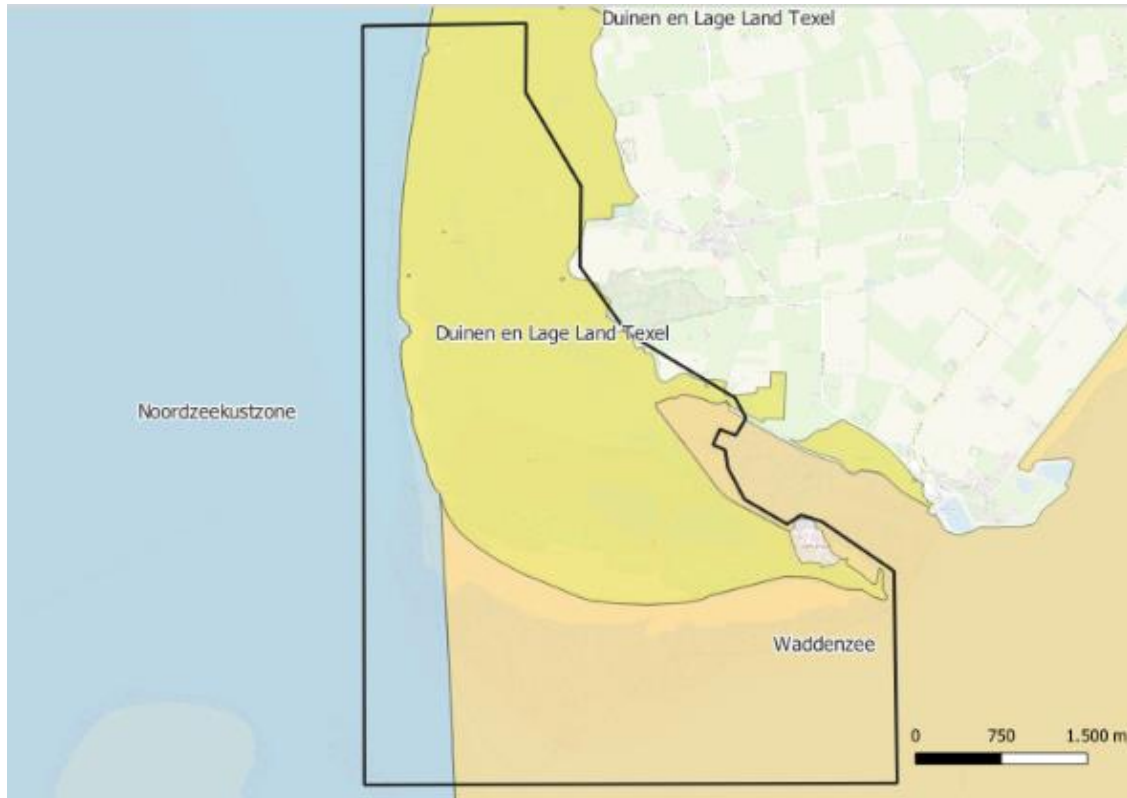 Duinen en Lage Land Texel
Duinen en Lage Land Texel
Noordzeekustzone
Waddenzee
0 750 1.500 m